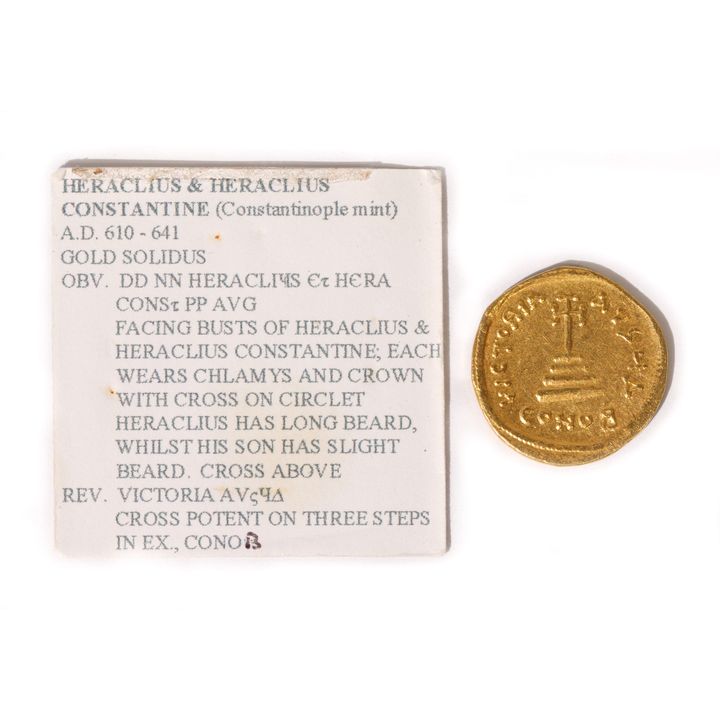 HERACLIUS & HERACLIUS
CONSTANTINE (Constantinople mint)
A.D. 610 - 641
GOLD SOLIDUS
OBV. DD NN HERACLIЧS Єτ HЄRA
CONSτ PP AVG
FACING BUSTS OF HERACLIUS &
HERACLIUS CONSTANTINE; EACH
WEARS CHLAMYS AND CROWN
WITH CROSS ON CIRCLET
HERACLIUS HAS LONG BEARD,
WHILST HIS SON HAS SLIGHT
BEARD. CROSS ABOVE
REV. VICTORIA AVςЧΔ
CROSS POTENT ON THREE STEPS
IN EX., CONOB
VICTORIA
CONOB